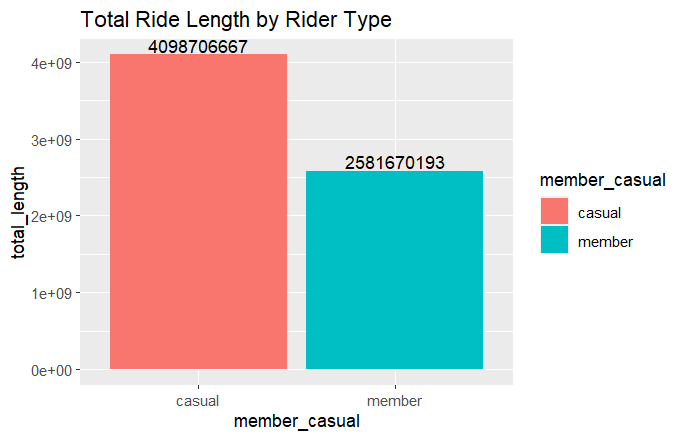 Total Ride Length by Rider Type
4098706667
2581670193
4e+09
3e+09
2e+09
1e+09
0e+00
total_length
casual
member
member_casual
member_casual
casual
member